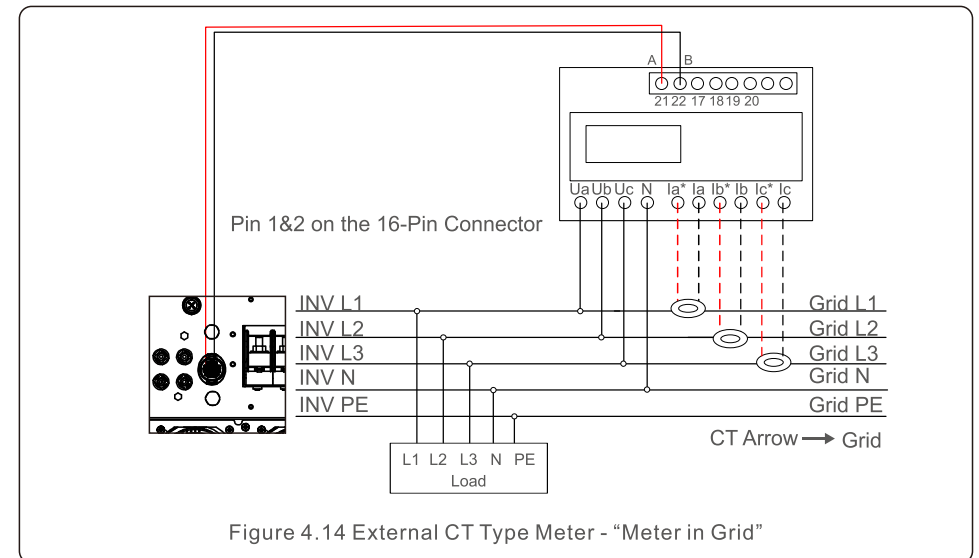 A B
21 22 17 18 19 20
Ua Ub Uc N Ia* Ia Ib* Ib Ic* Ic
Pin 1&2 on the 16-Pin Connector
INV L1 Grid L1
INV L2 Grid L2
INV L3 Grid L3
INV N Grid N
INV PE Grid PE
CT Arrow → Grid
L1 L2 L3 N PE
Load
Figure 4.14 External CT Type Meter - “Meter in Grid”